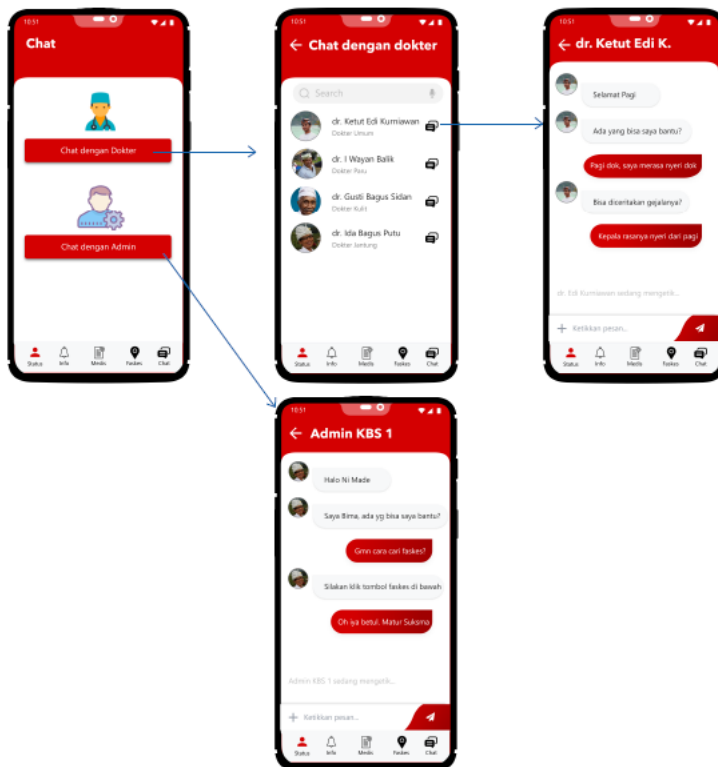 10:51
Chat
Chat dengan Dokter
Chat dengan Admin
Status
Info
Medis
Faskes
Chat
10:51
Chat dengan dokter
Search
dr. Ketut Edi Kurniawan
Dokter Umum
dr. I Wayan Balik
Dokter Paru
dr. Gusti Bagus Sidan
Dokter Kulit
dr. Ida Bagus Putu
Dokter Jantung
Status
Info
Medis
Faskes
Chat
10:51
dr. Ketut Edi K.
Selamat Pagi
Ada yang bisa saya bantu?
Pagi dok, saya merasa nyeri dok
Bisa diceritakan gejalanya?
Kepala rasanya nyeri dari pagi
dr. Edi Kurniawan sedang mengetik...
Ketikkan pesan...
Status
Info
Medis
Faskes
Chat
10:51
Admin KBS 1
Halo Ni Made
Saya Bima, ada yg bisa saya bantu?
Gmn cara cari faskes?
Silakan klik tombol faskes di bawah
Oh iya betul. Matur Suksma
Admin KBS 1 sedang mengetik...
Ketikkan pesan...
Status
Info
Medis
Faskes
Chat